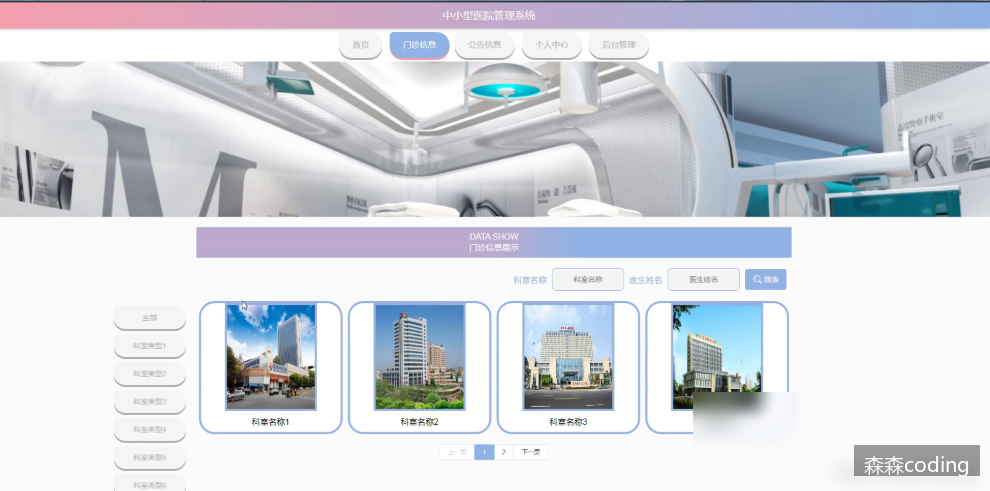 中小型医院管理系统
首页
门诊信息
公告信息
个人中心
后台管理
DATA SHOW
门诊信息展示
科室名称
科室名称
医生姓名
医生姓名
搜索
全部
科室类型1
科室类型2
科室类型3
科室类型4
科室类型5
科室类型6
科室名称1
科室名称2
科室名称3
上一页
1
2
下一页
森森coding